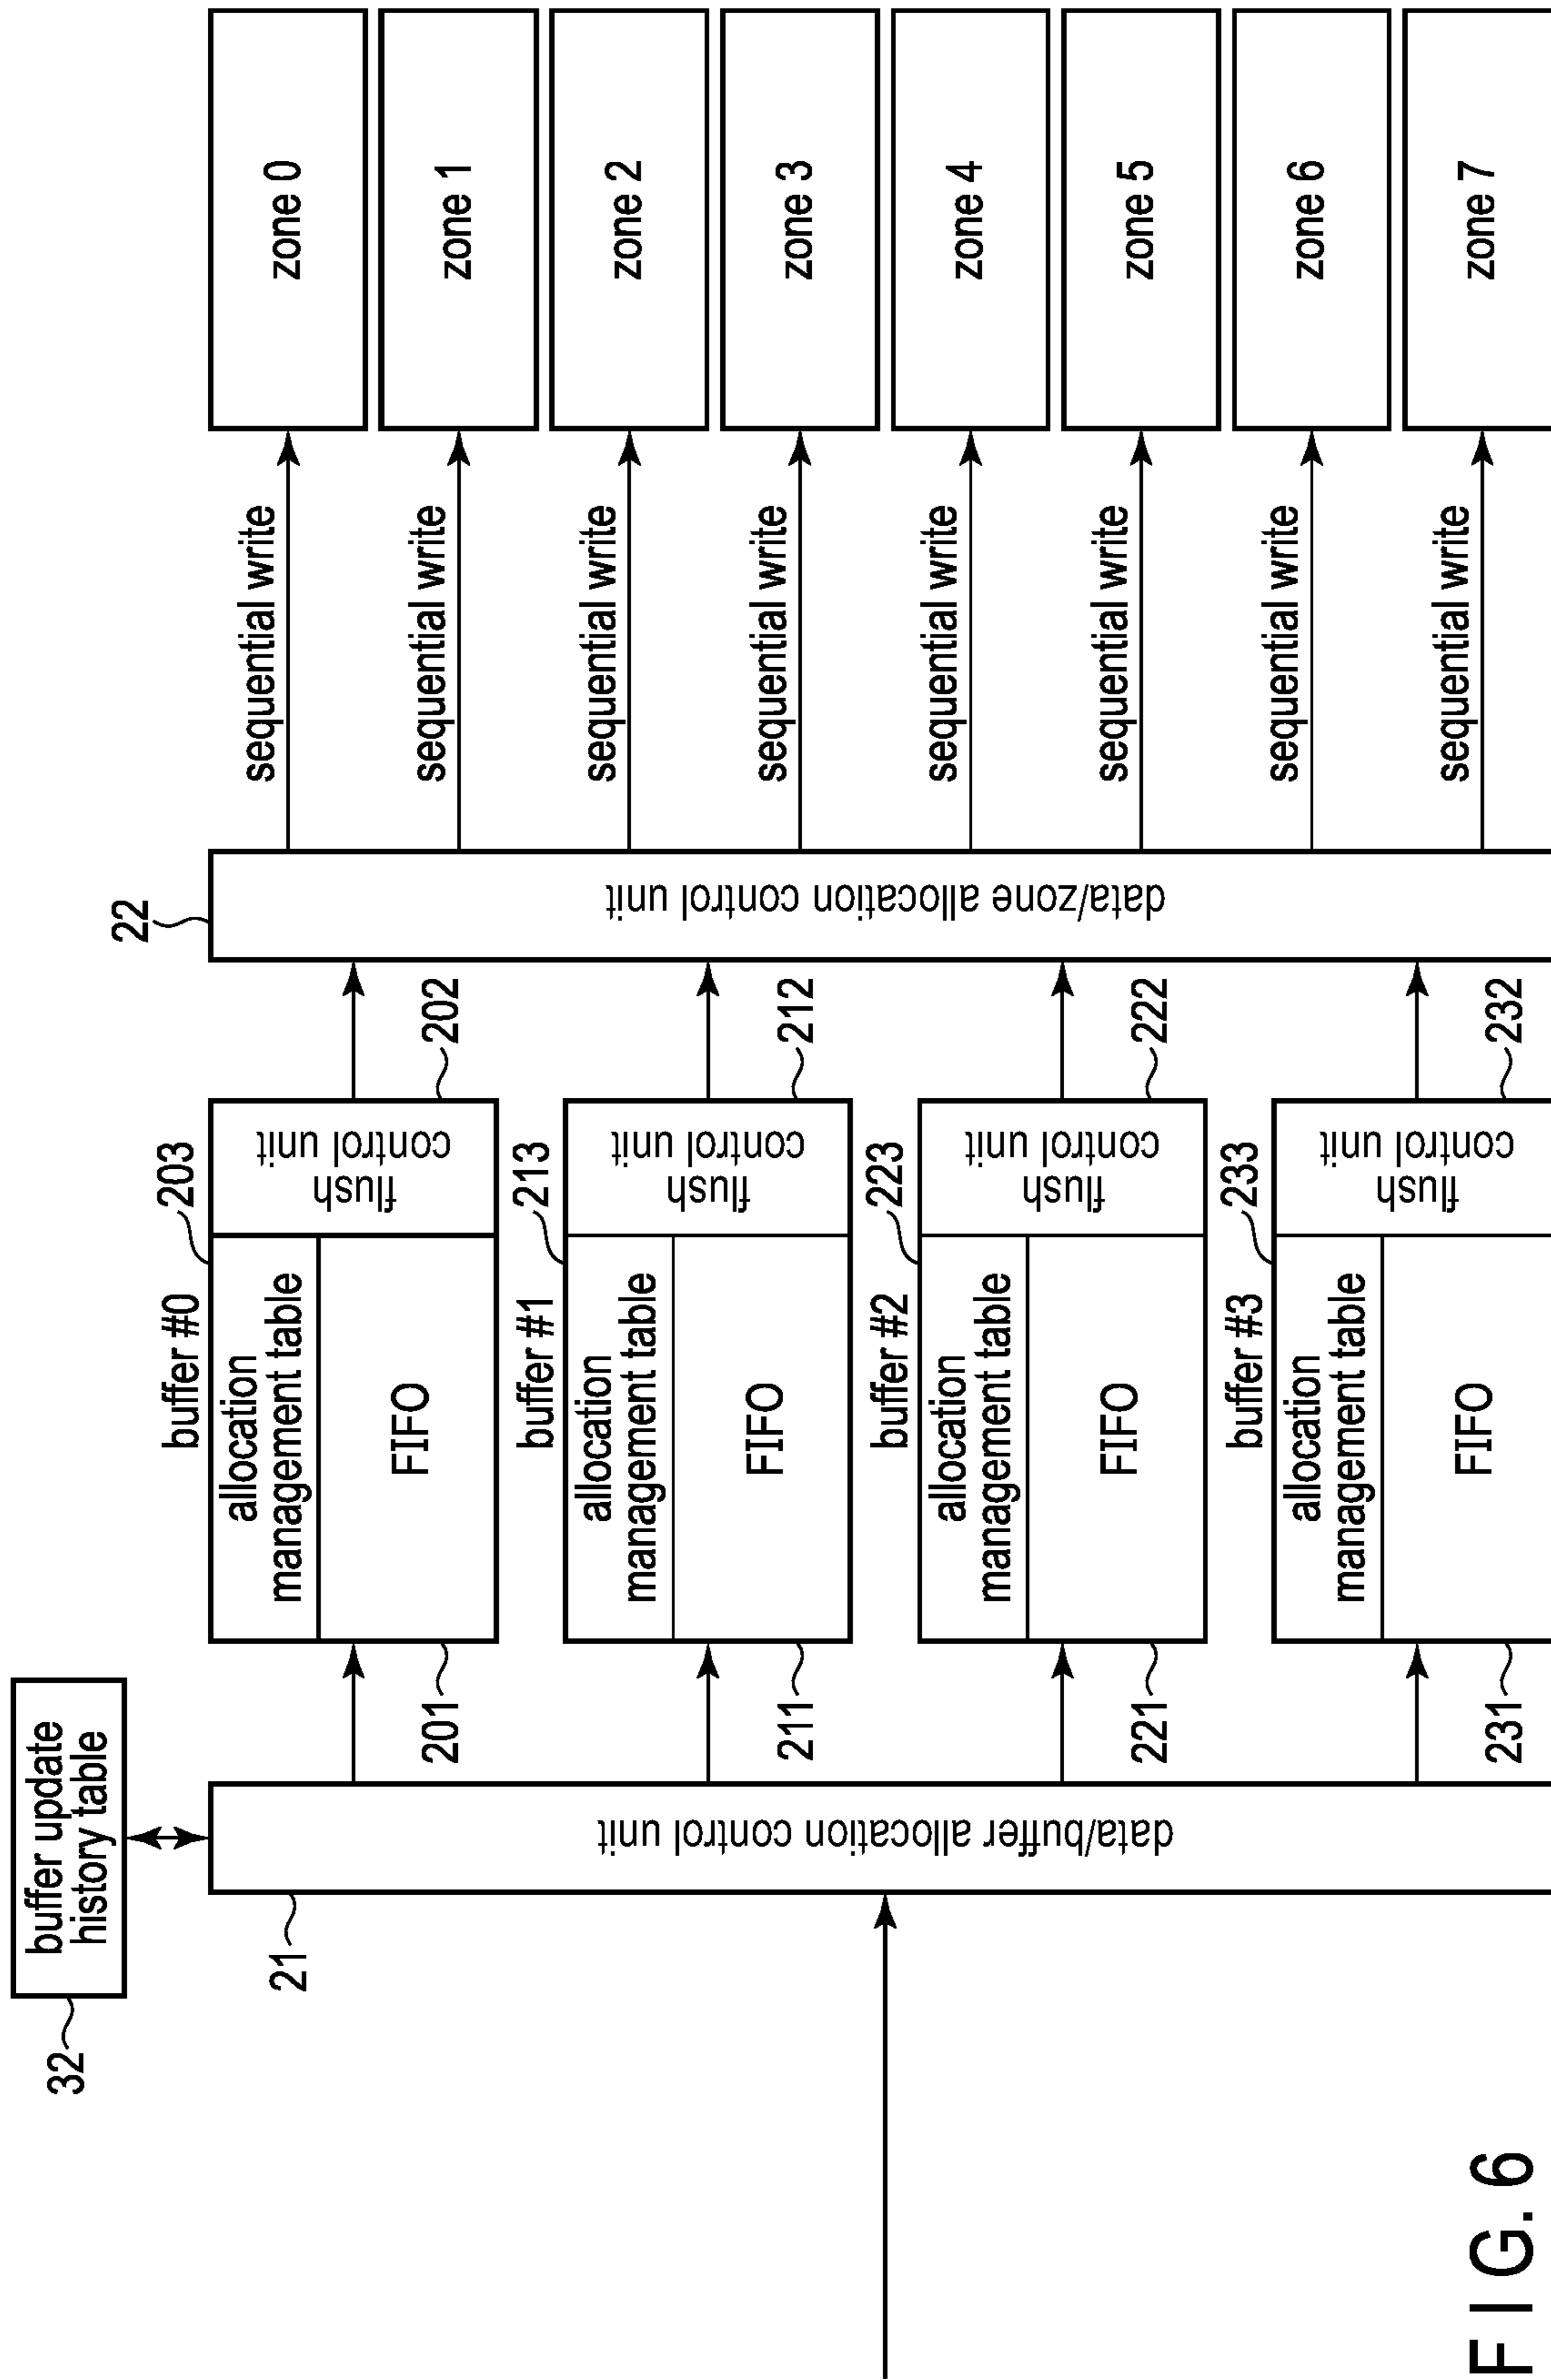 32
buffer update
history table
21
data/buffer allocation control unit
buffer #0
203
allocation
management table
FIFO
flush
control unit
201
202
buffer #1
213
allocation
management table
FIFO
flush
control unit
211
212
buffer #2
223
allocation
management table
FIFO
flush
control unit
221
222
buffer #3
233
allocation
management table
FIFO
flush
control unit
231
232
22
data/zone allocation control unit
sequential write
zone 0
sequential write
zone 1
sequential write
zone 2
sequential write
zone 3
sequential write
zone 4
sequential write
zone 5
sequential write
zone 6
sequential write
zone 7
FIG. 6